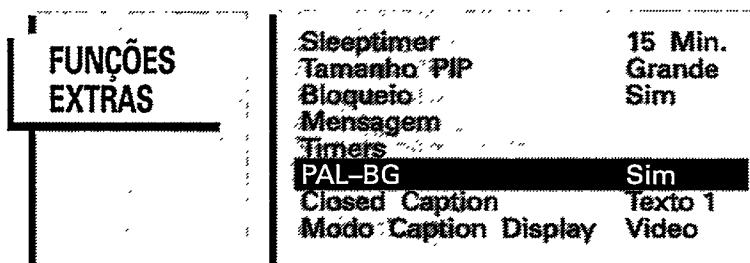 FUNÇÕES
EXTRAS
Sleeptimer 15 Min.
Tamanho PIP Grande
Bloqueio Sim
Mensagem
Timers
PAL-BG Sim
Closed Caption Texto 1
Modo Caption Display Video